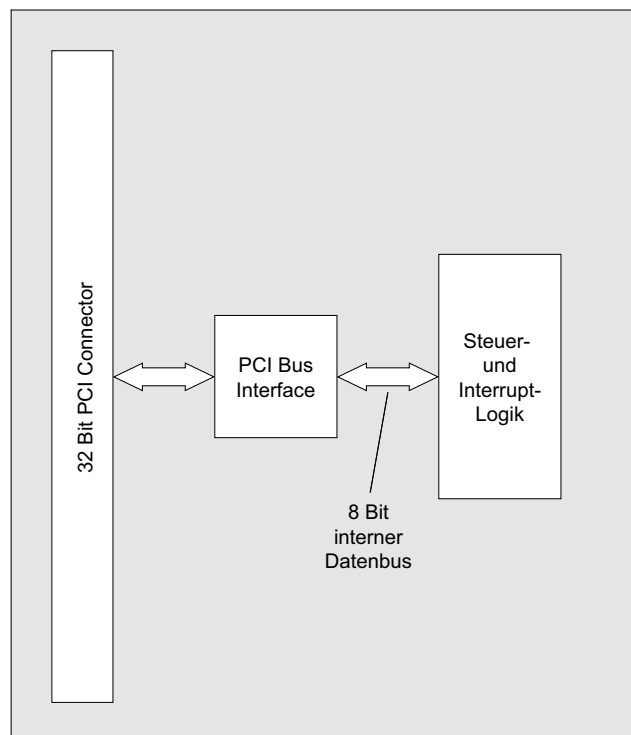 32 Bit PCI Connector
PCI Bus
Interface
Steuer-
und
Interrupt-
Logik
8 Bit
interner
Datenbus